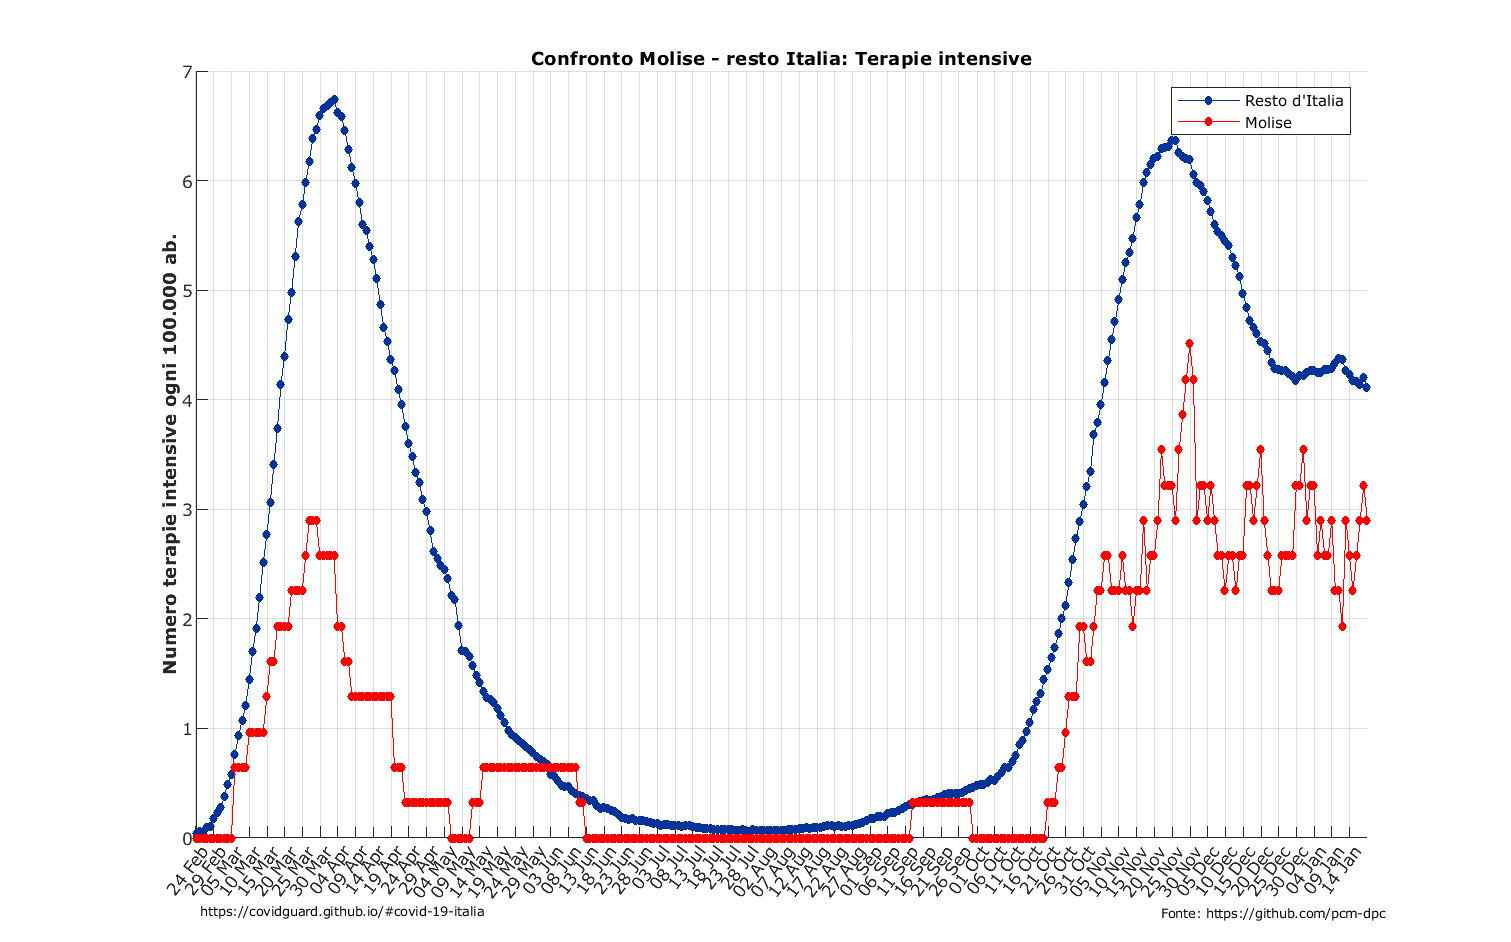 Confronto Molise - resto Italia: Terapie intensive
Resto d'Italia
Molise
Numero terapie intensive ogni 100.000 ab.
7
6
5
4
3
2
1
0
24 Feb
29 Feb
05 Mar
10 Mar
15 Mar
20 Mar
25 Mar
30 Mar
04 Apr
09 Apr
14 Apr
19 Apr
24 Apr
29 Apr
04 May
09 May
14 May
19 May
24 May
29 May
03 Jun
08 Jun
13 Jun
18 Jun
23 Jun
28 Jun
03 Jul
08 Jul
13 Jul
18 Jul
23 Jul
28 Jul
02 Aug
07 Aug
12 Aug
17 Aug
22 Aug
27 Aug
01 Sep
06 Sep
11 Sep
16 Sep
21 Sep
26 Sep
01 Oct
06 Oct
11 Oct
16 Oct
21 Oct
26 Oct
31 Oct
05 Nov
10 Nov
15 Nov
20 Nov
25 Nov
30 Nov
05 Dec
10 Dec
15 Dec
20 Dec
25 Dec
30 Dec
04 Jan
09 Jan
14 Jan
https://covidguard.github.io/#covid-19-italia
Fonte: https://github.com/pcm-dpc